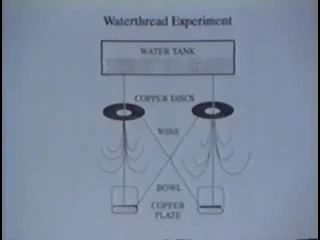 Waterthread Experiment
WATER TANK
COPPER DISCS
WIRE
BOWL
COPPER
PLATE